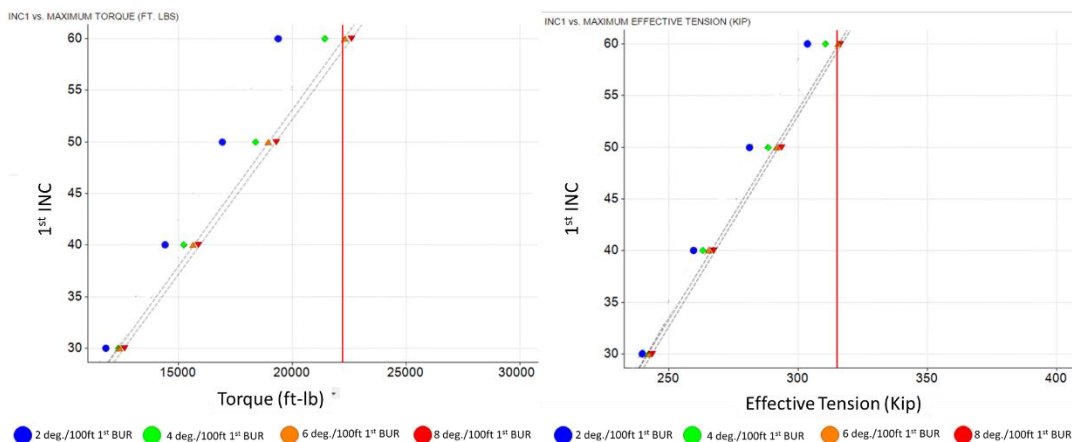 INC1 vs. MAXIMUM TORQUE (FT. LBS)
60
55
50
45
40
35
30
1st INC
15000 20000 25000 30000
Torque (ft-lb)
2 deg./100ft 1st BUR 4 deg./100ft 1st BUR 6 deg./100ft 1st BUR 8 deg./100ft 1st BUR
INC1 vs. MAXIMUM EFFECTIVE TENSION (KIP)
60
55
50
45
40
35
30
1st INC
250 300 350 400
Effective Tension (Kip)
2 deg./100ft 1st BUR 4 deg./100ft 1st BUR 6 deg./100ft 1st BUR 8 deg./100ft 1st BUR